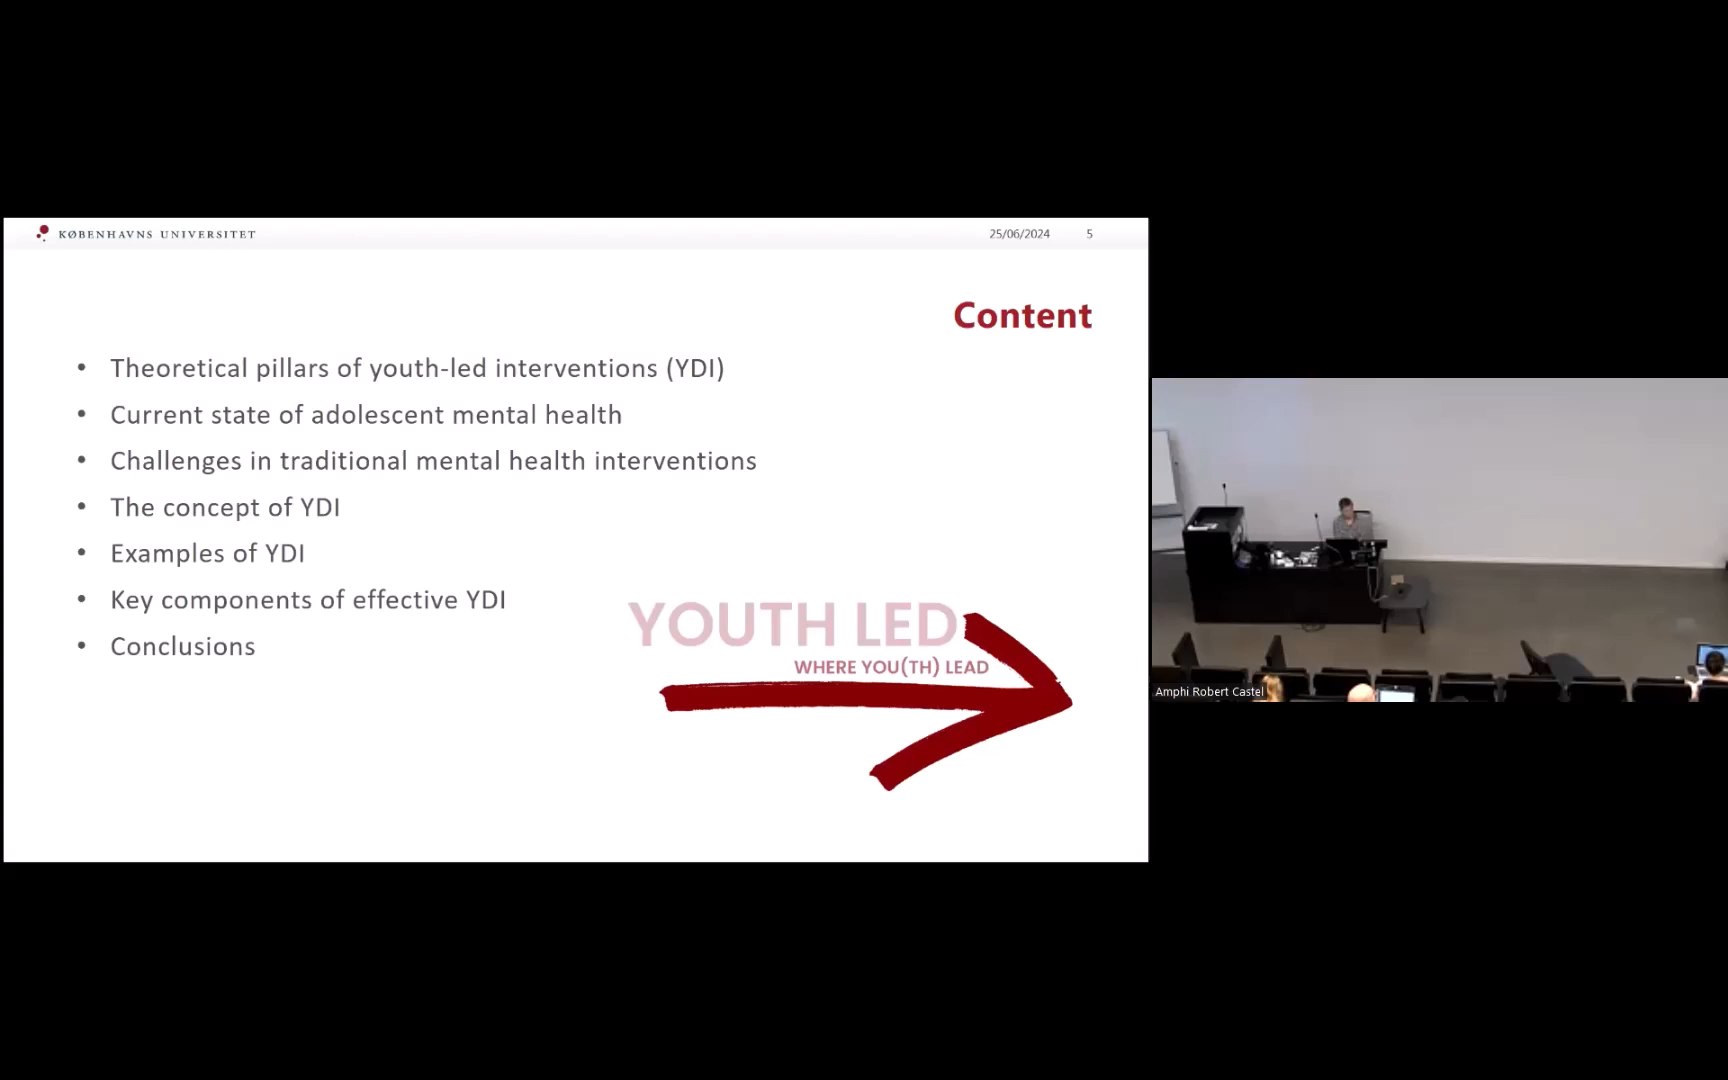 KØBENHAVNS UNIVERSITET
25/06/2024 5
Content
• Theoretical pillars of youth-led interventions (YDI)
• Current state of adolescent mental health
• Challenges in traditional mental health interventions
• The concept of YDI
• Examples of YDI
• Key components of effective YDI
• Conclusions
YOUTH LED
WHERE YOU(TH) LEAD
Amphi Robert Castel